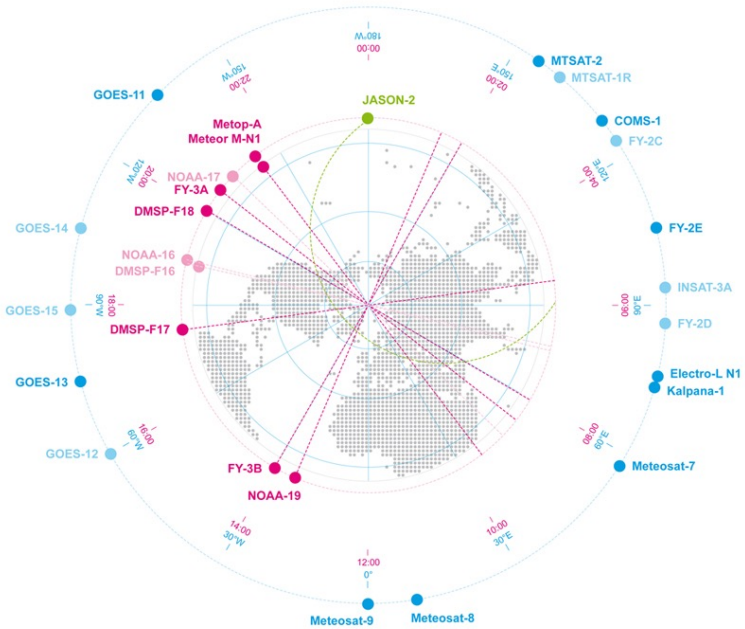 180°W
00:00
MTSAT-2
150°W
22:00
150°E
02:00
MTSAT-1R
GOES-11
JASON-2
COMS-1
Metop-A
Meteor M-N1
FY-2C
120°W
20:00
120°E
04:00
NOAA-17
FY-3A
DMSP-F18
GOES-14
FY-2E
NOAA-16
DMSP-F16
INSAT-3A
GOES-15
90°W
18:00
00:90
90°E
FY-2D
DMSP-F17
GOES-13
Electro-L N1
Kalpana-1
16:00
60°W
08:00
60°E
GOES-12
Meteosat-7
FY-3B
NOAA-19
14:00
30°W
10:00
30°E
12:00
0°
Meteosat-9
Meteosat-8